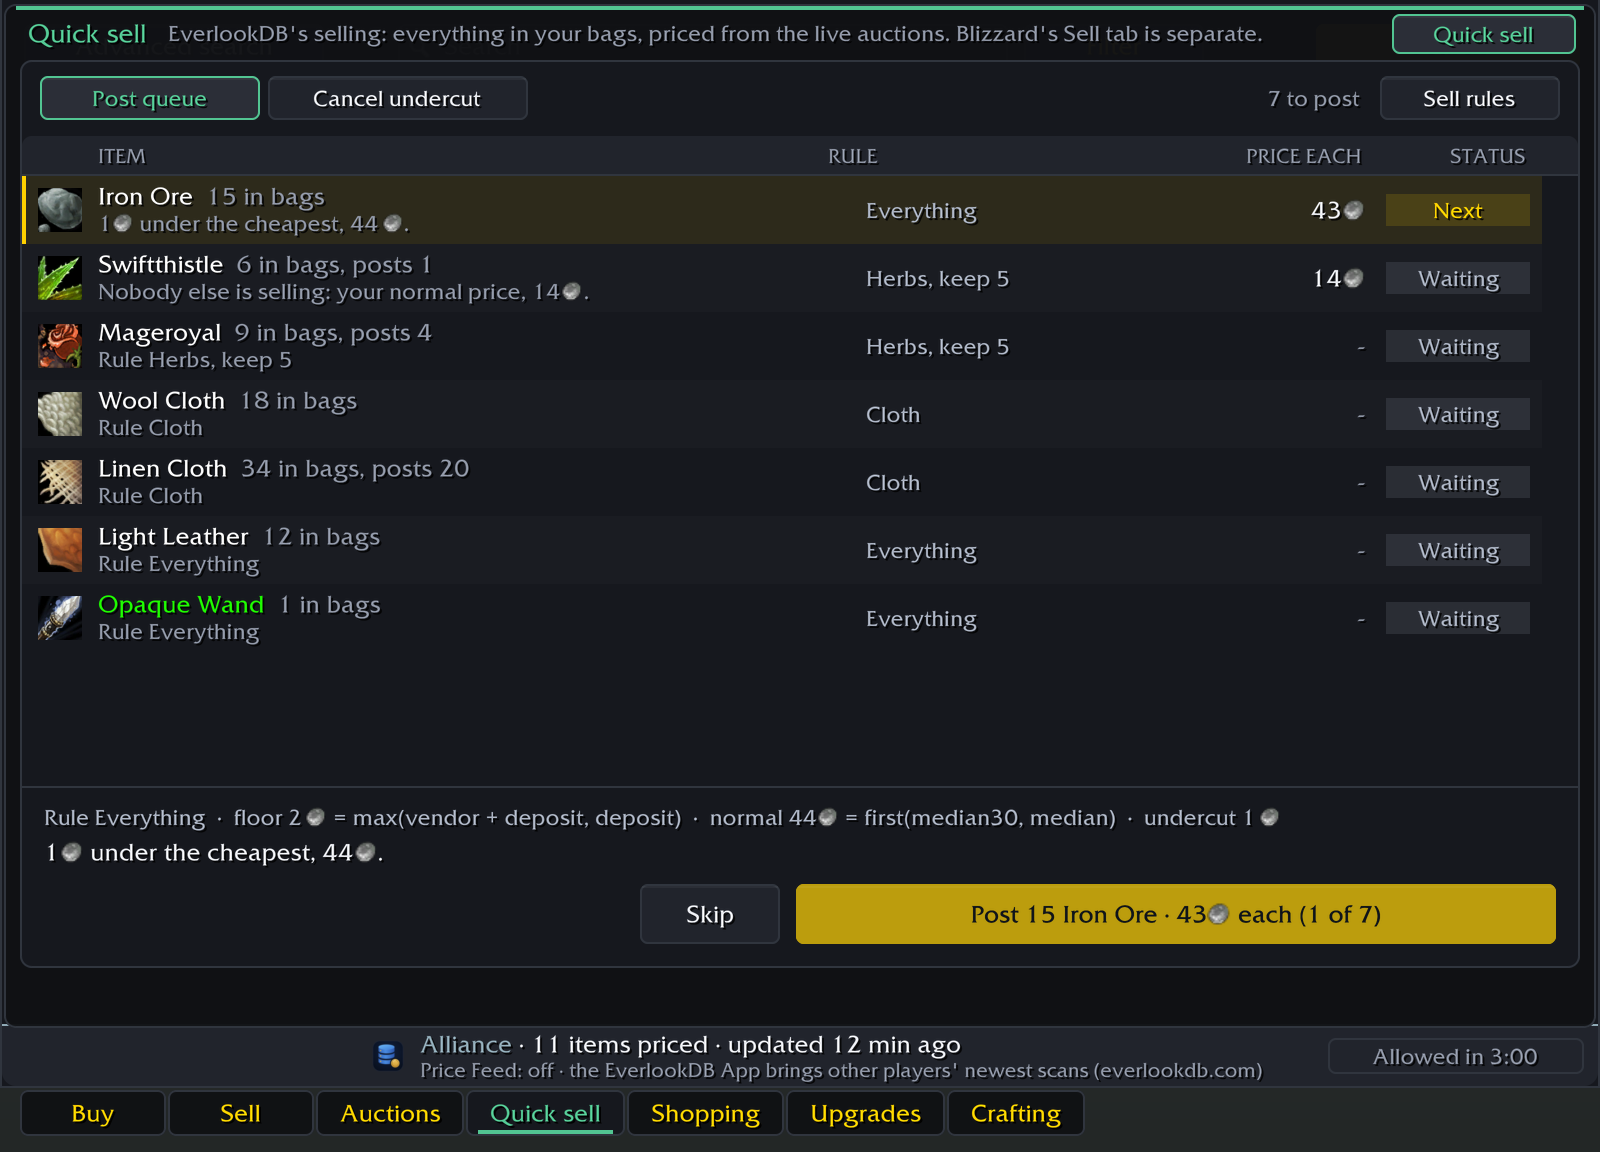 Quick sell EverlookDB's selling: everything in your bags, priced from the live auctions. Blizzard's Sell tab is separate. Quick sell
Post queue Cancel undercut 7 to post Sell rules
ITEM RULE PRICE EACH STATUS
Iron Ore 15 in bags
1 under the cheapest, 44.
Everything 43 Next
Swiftthistle 6 in bags, posts 1
Nobody else is selling: your normal price, 14.
Herbs, keep 5 14 Waiting
Mageroyal 9 in bags, posts 4
Rule Herbs, keep 5
Herbs, keep 5 - Waiting
Wool Cloth 18 in bags
Rule Cloth
Cloth - Waiting
Linen Cloth 34 in bags, posts 20
Rule Cloth
Cloth - Waiting
Light Leather 12 in bags
Rule Everything
Everything - Waiting
Opaque Wand 1 in bags
Rule Everything
Everything - Waiting
Rule Everything · floor 2 = max(vendor + deposit, deposit) · normal 44 = first(median30, median) · undercut 1
1 under the cheapest, 44.
Skip Post 15 Iron Ore · 43 each (1 of 7)
Alliance · 11 items priced · updated 12 min ago
Price Feed: off · the EverlookDB App brings other players' newest scans (everlookdb.com)
Allowed in 3:00
Buy Sell Auctions Quick sell Shopping Upgrades Crafting